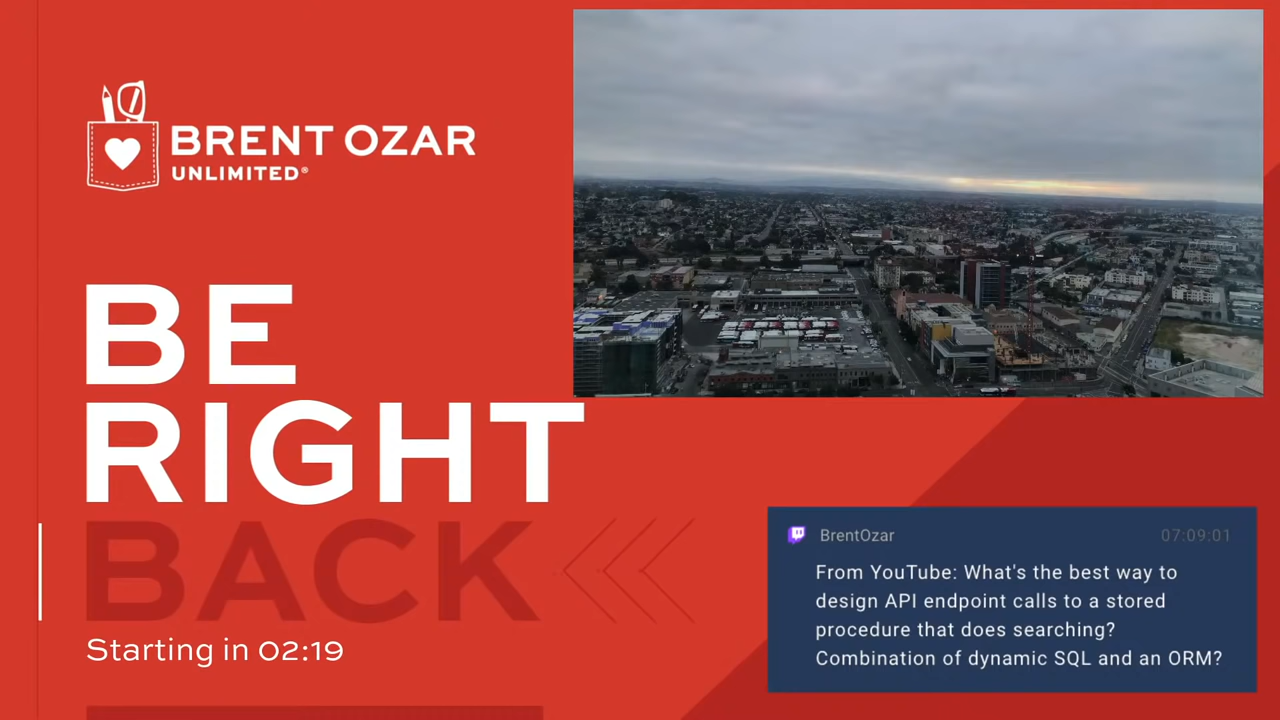 BRENT OZAR
UNLIMITED®
BE
RIGHT
BACK
Starting in 02:19
BrentOzar 07:09:01
From YouTube: What's the best way to
design API endpoint calls to a stored
procedure that does searching?
Combination of dynamic SQL and an ORM?